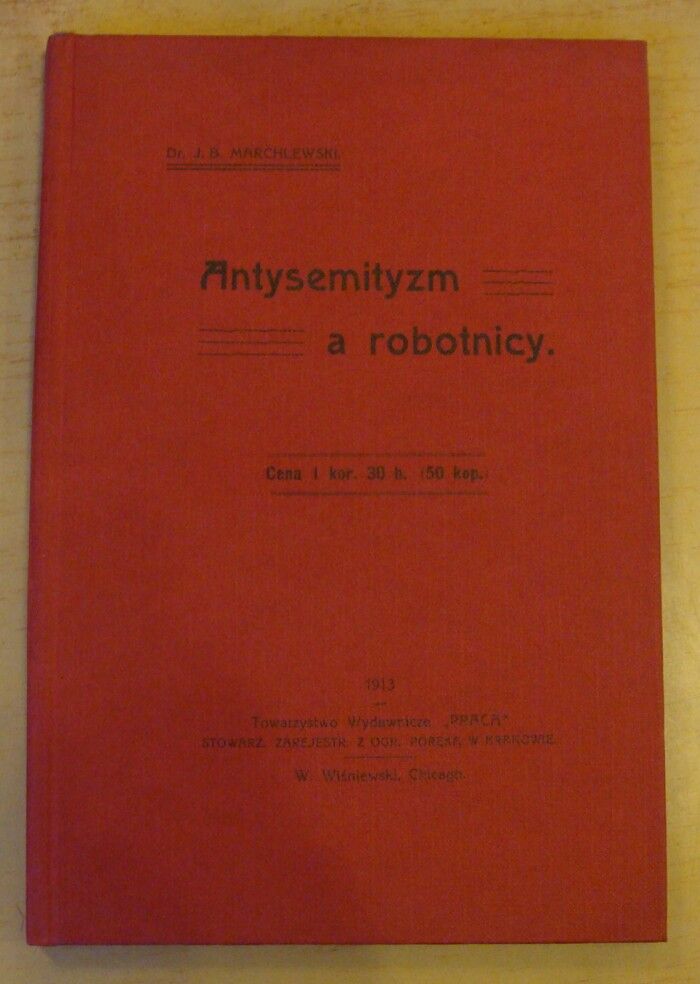 Dr. J. B. MARCHLEWSKI.
Antysemityzm
a robotnicy.
Cena 1 kor. 30 h. (50 kop.)
1913
Towarzystwo Wydawnicze „PRACA"
STOWARZ. ZAREJESTR. Z OGR. PORĘKĄ W KRAKOWIE.
W. Wiśniewski, Chicago.